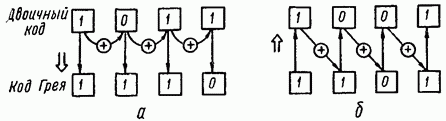 Двоичный код 1 0 1 1 1 0 0 1
+ + + + + +
Код Грея 1 1 1 0 1 1 0 1
а б